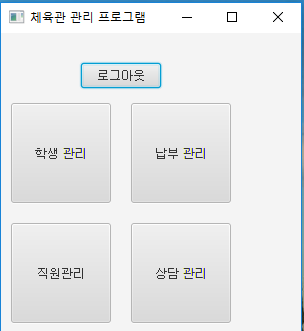 체육관 관리 프로그램
로그아웃
학생 관리
납부 관리
직원관리
상담 관리